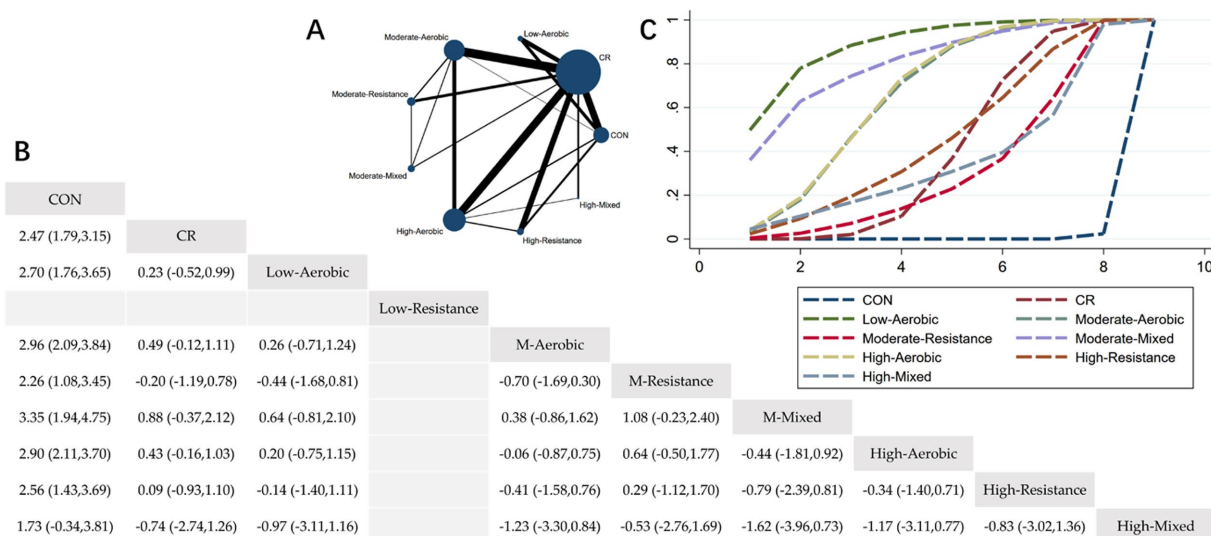 A
Moderate-Aerobic
Low-Aerobic
CR
Moderate-Resistance
CON
Moderate-Mixed
High-Mixed
High-Aerobic
High-Resistance
B
CON
2.47 (1.79,3.15) CR
2.70 (1.76,3.65) 0.23 (-0.52,0.99) Low-Aerobic
Low-Resistance
2.96 (2.09,3.84) 0.49 (-0.12,1.11) 0.26 (-0.71,1.24) M-Aerobic
2.26 (1.08,3.45) -0.20 (-1.19,0.78) -0.44 (-1.68,0.81) -0.70 (-1.69,0.30) M-Resistance
3.35 (1.94,4.75) 0.88 (-0.37,2.12) 0.64 (-0.81,2.10) 0.38 (-0.86,1.62) 1.08 (-0.23,2.40) M-Mixed
2.90 (2.11,3.70) 0.43 (-0.16,1.03) 0.20 (-0.75,1.15) -0.06 (-0.87,0.75) 0.64 (-0.50,1.77) -0.44 (-1.81,0.92) High-Aerobic
2.56 (1.43,3.69) 0.09 (-0.93,1.10) -0.14 (-1.40,1.11) -0.41 (-1.58,0.76) 0.29 (-1.12,1.70) -0.79 (-2.39,0.81) -0.34 (-1.40,0.71) High-Resistance
1.73 (-0.34,3.81) -0.74 (-2.74,1.26) -0.97 (-3.11,1.16) -1.23 (-3.30,0.84) -0.53 (-2.76,1.69) -1.62 (-3.96,0.73) -1.17 (-3.11,0.77) -0.83 (-3.02,1.36) High-Mixed
C
1
.8
.6
.4
.2
0
0 2 4 6 8 10
CON CR
Low-Aerobic Moderate-Aerobic
Moderate-Resistance Moderate-Mixed
High-Aerobic High-Resistance
High-Mixed